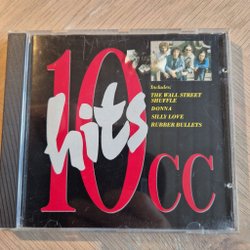 10
hits
CC
Includes:
THE WALL STREET
SHUFFLE
DONNA
SILLY LOVE
RUBBER BULLETS